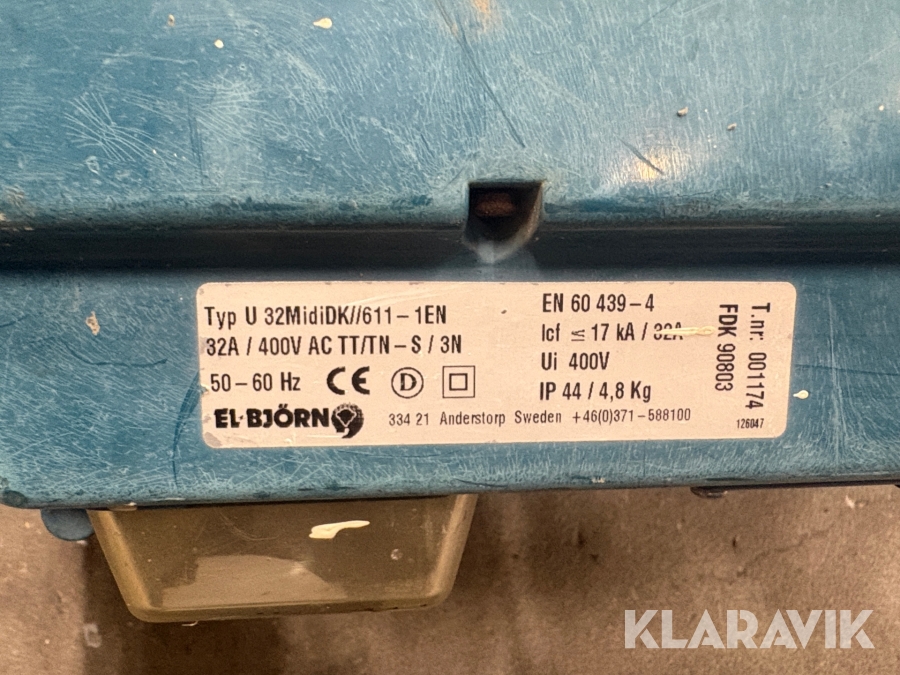 Typ U 32MidiDK//611-1EN
32A / 400V AC TT/TN-S / 3N
50-60 Hz CE D
EL·BJÖRN
334 21 Anderstorp Sweden +46(0)371-588100
EN 60 439-4
Icf ≤ 17 kA / 32A
Ui 400V
IP 44 / 4,8 Kg
T.nr. 001174
FDK 90803
126047
KLARAVIK